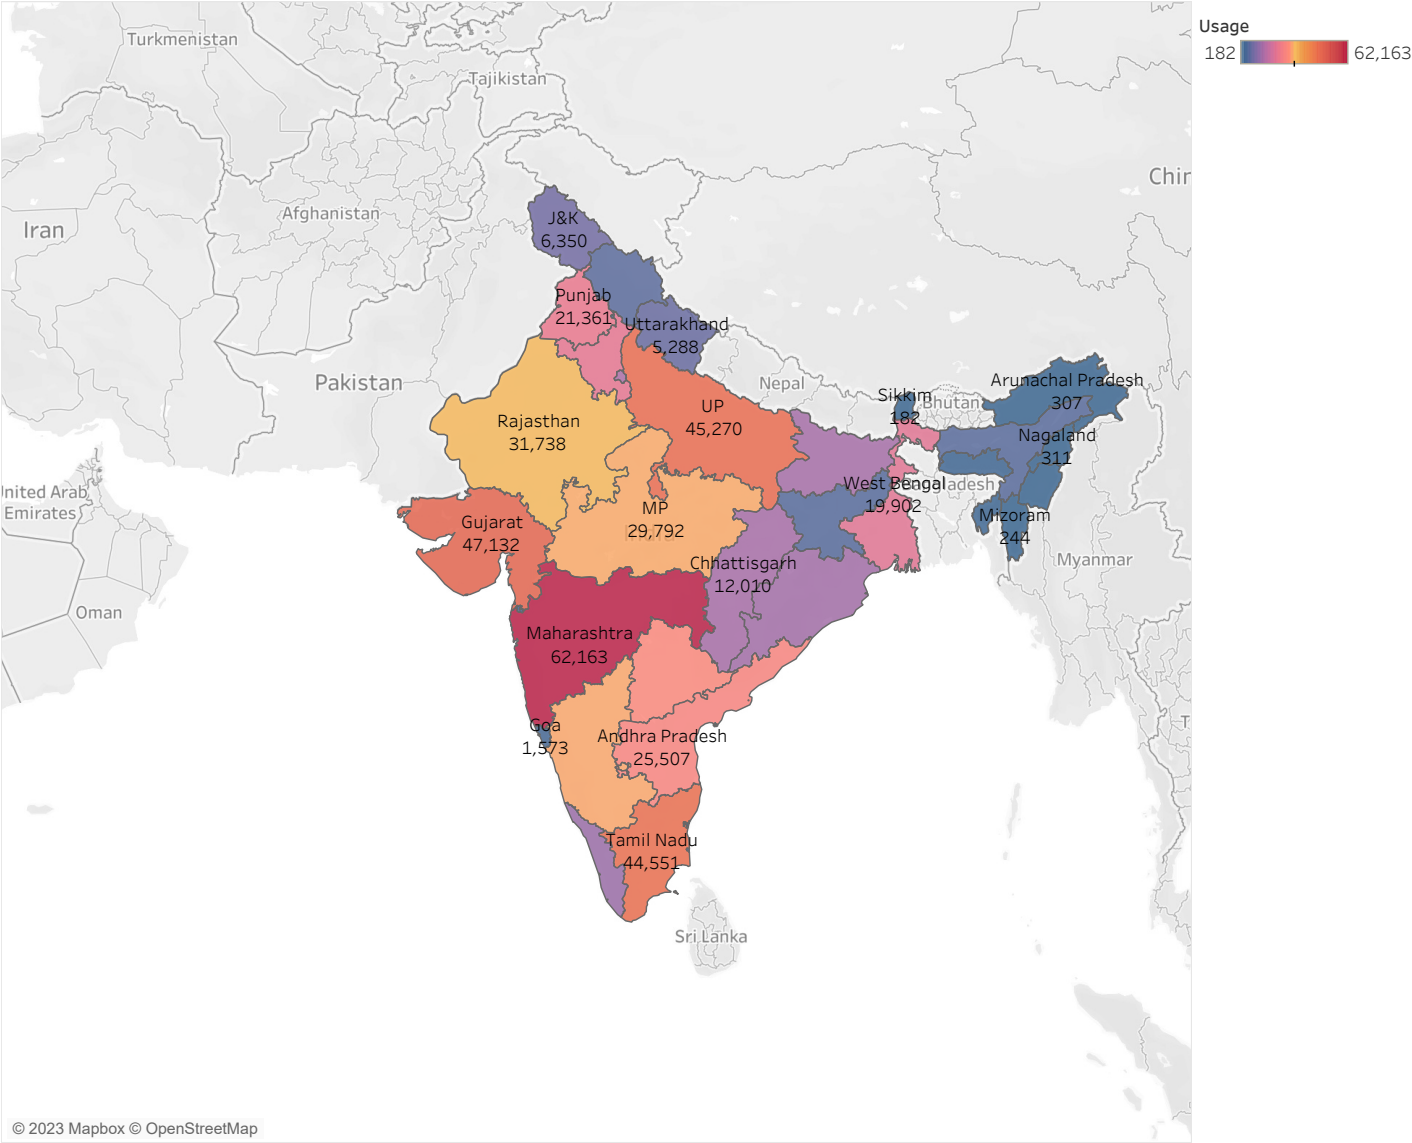 Usage
182
62,163
Turkmenistan
Tajikistan
Chin
Afghanistan
Iran
J&K
6,350
Punjab
21,361
Uttarakhand
5,288
Pakistan
Nepal
Sikkim
182
Bhutan
Arunachal Pradesh
307
UP
45,270
Rajasthan
31,738
Nagaland
311
West Bengal
19,902
United Arab
Emirates
MP
29,792
Gujarat
47,132
Mizoram
244
Chhattisgarh
12,010
Myanmar
Oman
Maharashtra
62,163
Goa
1,573
Andhra Pradesh
25,507
T
Tamil Nadu
44,551
Sri Lanka
© 2023 Mapbox © OpenStreetMap